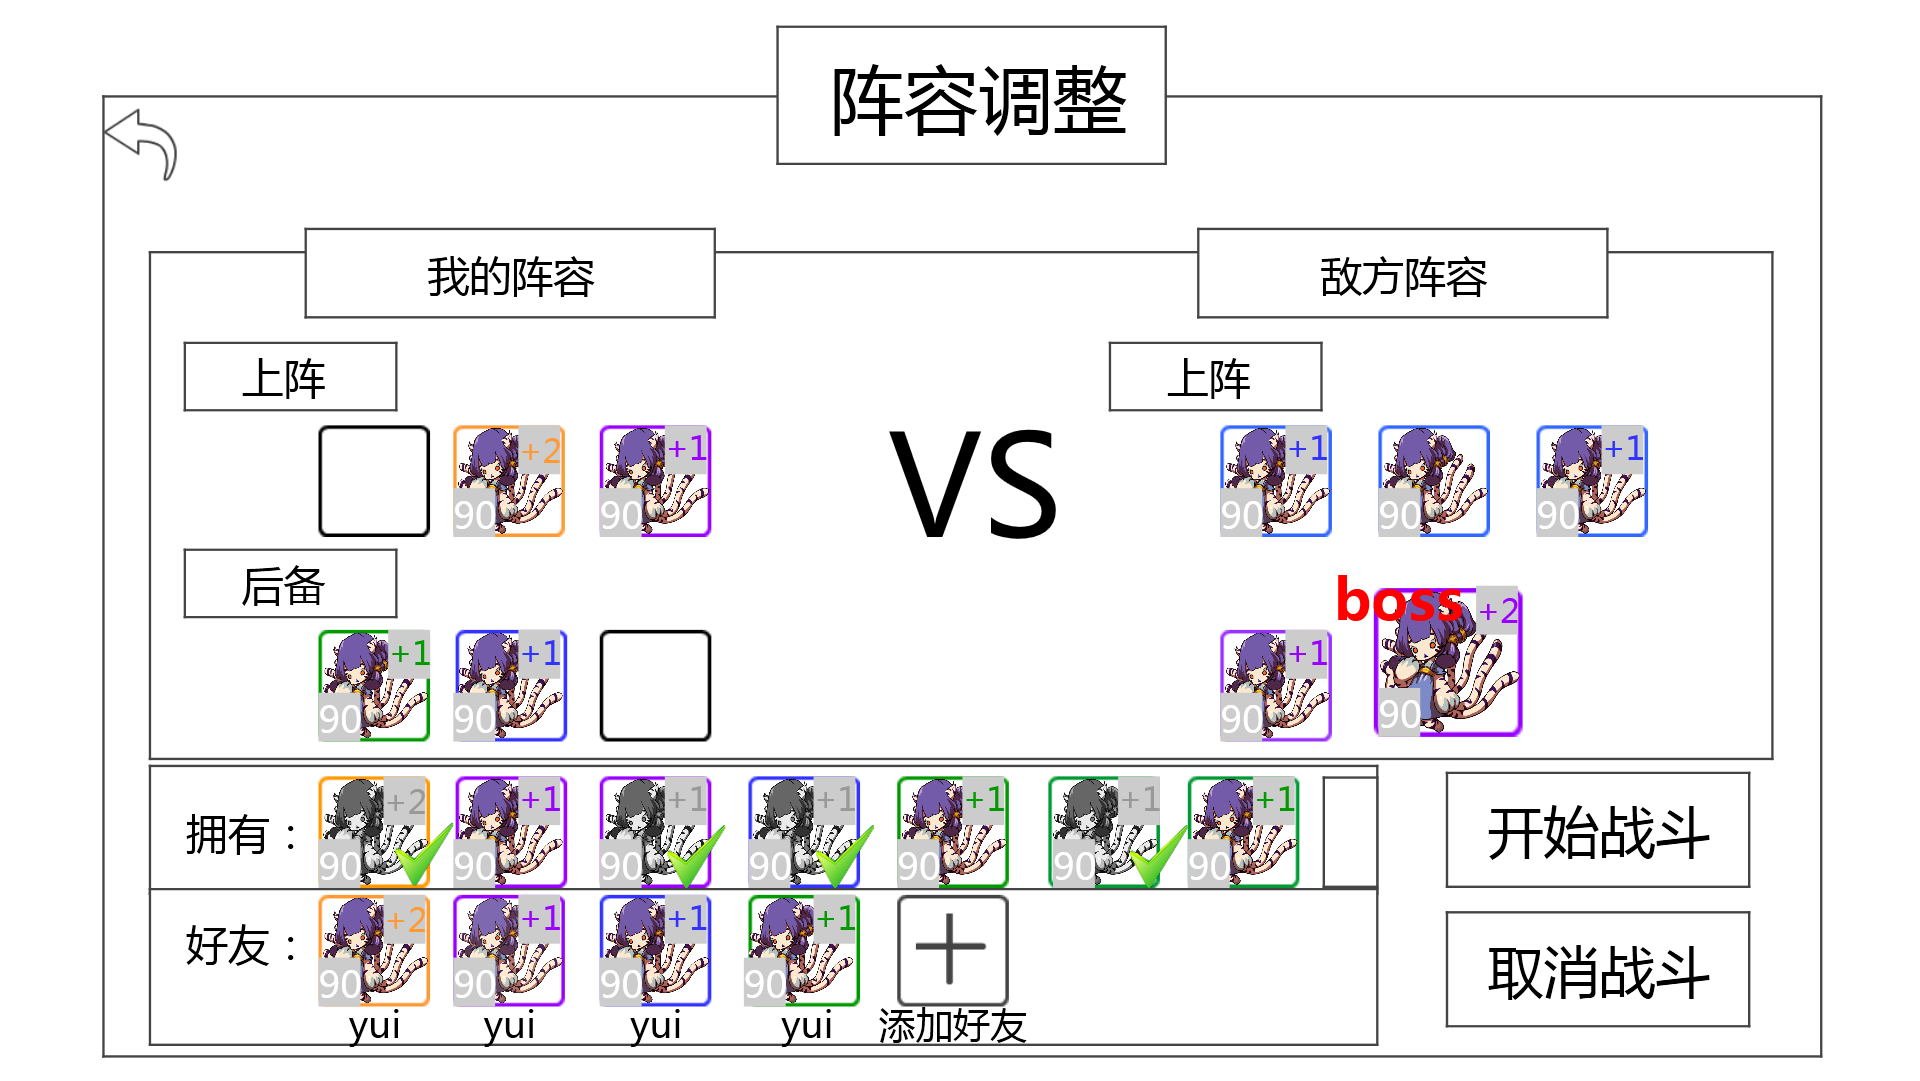 阵容调整
我的阵容
敌方阵容
上阵
上阵
+2 +1
90 90
VS
+1 +1
90 90 90
后备
+1 +1
90 90
boss
+1 +2
90 90
拥有：
+2 +1 +1 +1 +1 +1 +1
90 90 90 90 90 90 90
开始战斗
好友：
+2 +1 +1 +1
90 90 90 90
yui yui yui yui 添加好友
取消战斗